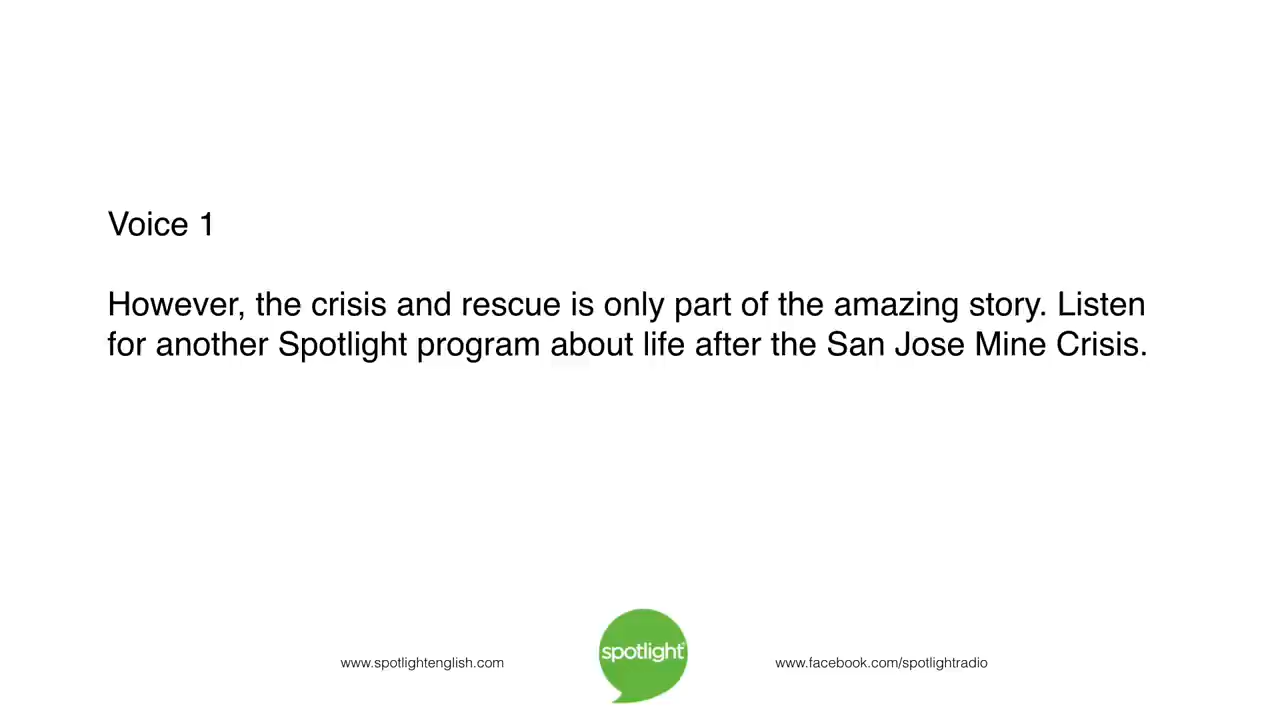 Voice 1
However, the crisis and rescue is only part of the amazing story. Listen
for another Spotlight program about life after the San Jose Mine Crisis.
www.spotlightenglish.com
spotlight
www.facebook.com/spotlightradio